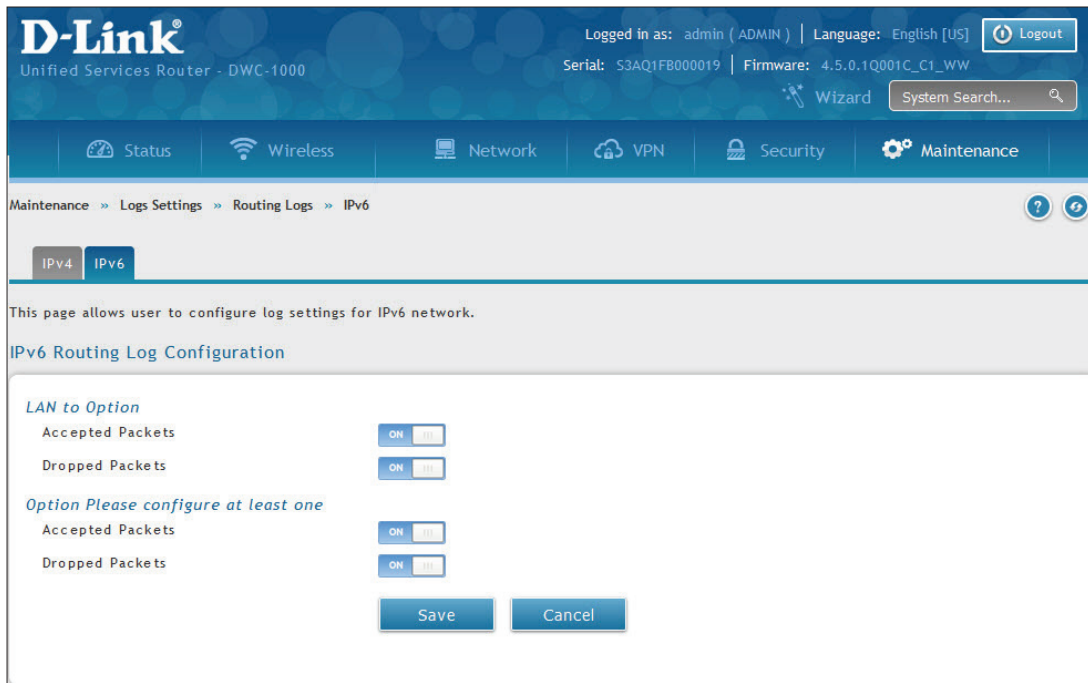 D-Link®
Unified Services Router - DWC-1000
Logged in as: admin ( ADMIN ) | Language: English [US]
Logout
Serial: S3AQ1FB000019 | Firmware: 4.5.0.1Q001C_C1_WW
Wizard
System Search...
Status
Wireless
Network
VPN
Security
Maintenance
Maintenance » Logs Settings » Routing Logs » IPv6
?
IPv4
IPv6
This page allows user to configure log settings for IPv6 network.
IPv6 Routing Log Configuration
LAN to Option
Accepted Packets ON
Dropped Packets ON
Option Please configure at least one
Accepted Packets ON
Dropped Packets ON
Save
Cancel